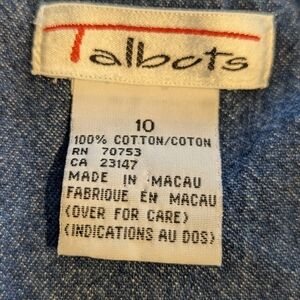 Talbots
10
100% COTTON/COTON
RN 70753
CA 23147
MADE IN MACAU
FABRIQUE EN MACAU
(OVER FOR CARE)
(INDICATIONS AU DOS)